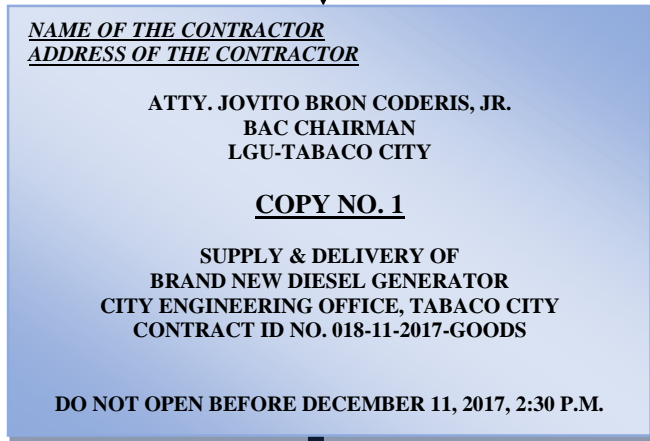 NAME OF THE CONTRACTOR
ADDRESS OF THE CONTRACTOR
ATTY. JOVITO BRON CODERIS, JR.
BAC CHAIRMAN
LGU-TABACO CITY
COPY NO. 1
SUPPLY & DELIVERY OF
BRAND NEW DIESEL GENERATOR
CITY ENGINEERING OFFICE, TABACO CITY
CONTRACT ID NO. 018-11-2017-GOODS
DO NOT OPEN BEFORE DECEMBER 11, 2017, 2:30 P.M.